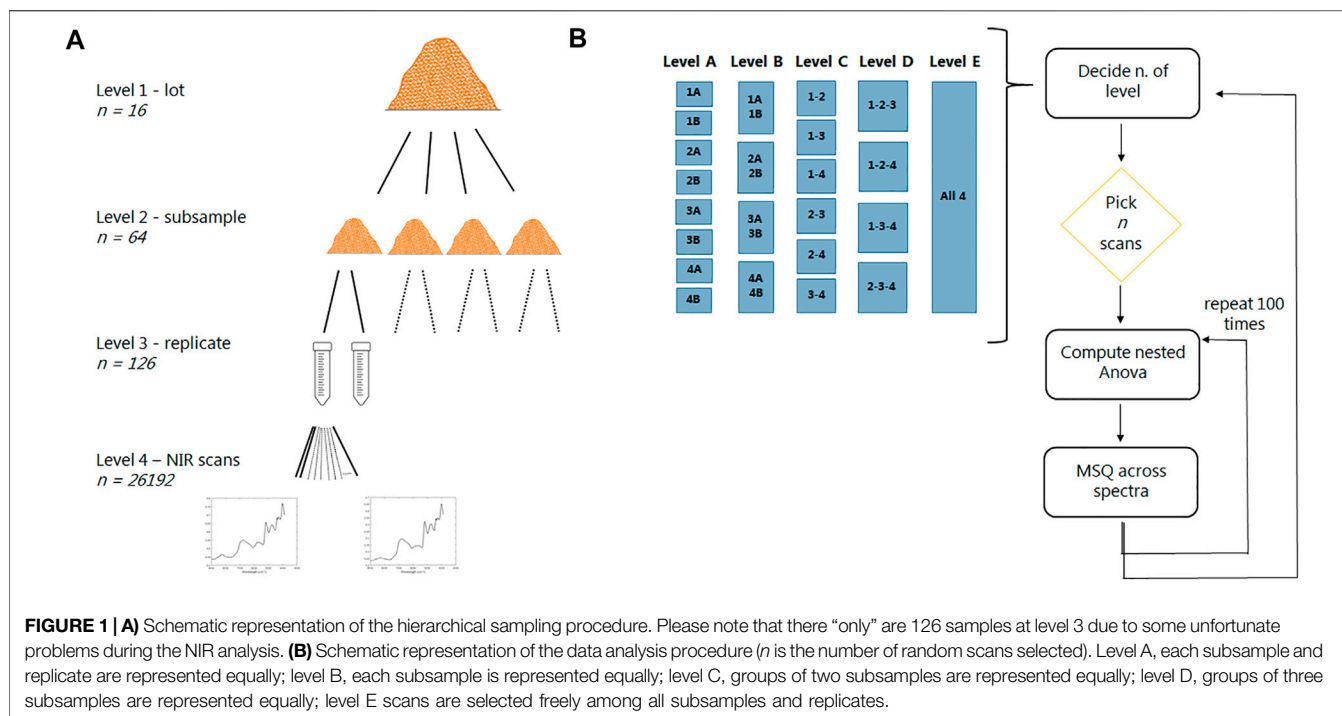 A
Level 1 - lot
n = 16
Level 2 - subsample
n = 64
Level 3 - replicate
n = 126
Level 4 – NIR scans
n = 26192
B
Level A Level B Level C Level D Level E
1A
1B
2A
2B
3A
3B
4A
4B
1A
1B
2A
2B
3A
3B
4A
4B
1-2
1-3
1-4
2-3
2-4
3-4
1-2-3
1-2-4
1-3-4
2-3-4
All 4
Decide n. of
level
Pick
n
scans
repeat 100
times
Compute nested
Anova
MSQ across
spectra
FIGURE 1 | A) Schematic representation of the hierarchical sampling procedure. Please note that there “only” are 126 samples at level 3 due to some unfortunate
problems during the NIR analysis. (B) Schematic representation of the data analysis procedure (n is the number of random scans selected). Level A, each subsample and
replicate are represented equally; level B, each subsample is represented equally; level C, groups of two subsamples are represented equally; level D, groups of three
subsamples are represented equally; level E scans are selected freely among all subsamples and replicates.